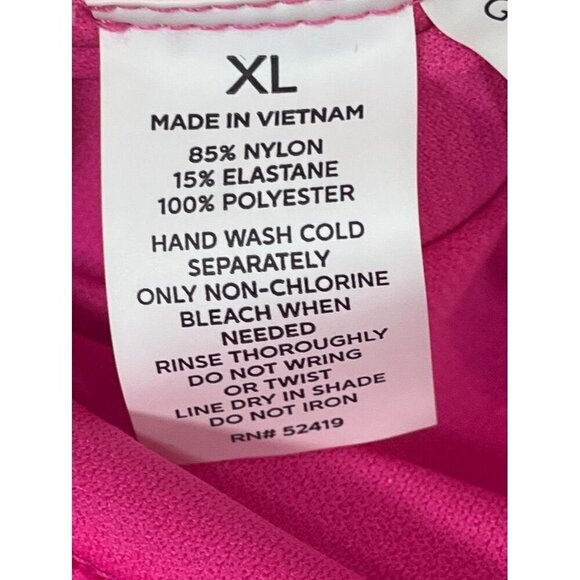 XL
MADE IN VIETNAM
85% NYLON
15% ELASTANE
100% POLYESTER
HAND WASH COLD
SEPARATELY
ONLY NON-CHLORINE
BLEACH WHEN
NEEDED
RINSE THOROUGHLY
DO NOT WRING
OR TWIST
LINE DRY IN SHADE
DO NOT IRON
RN# 52419